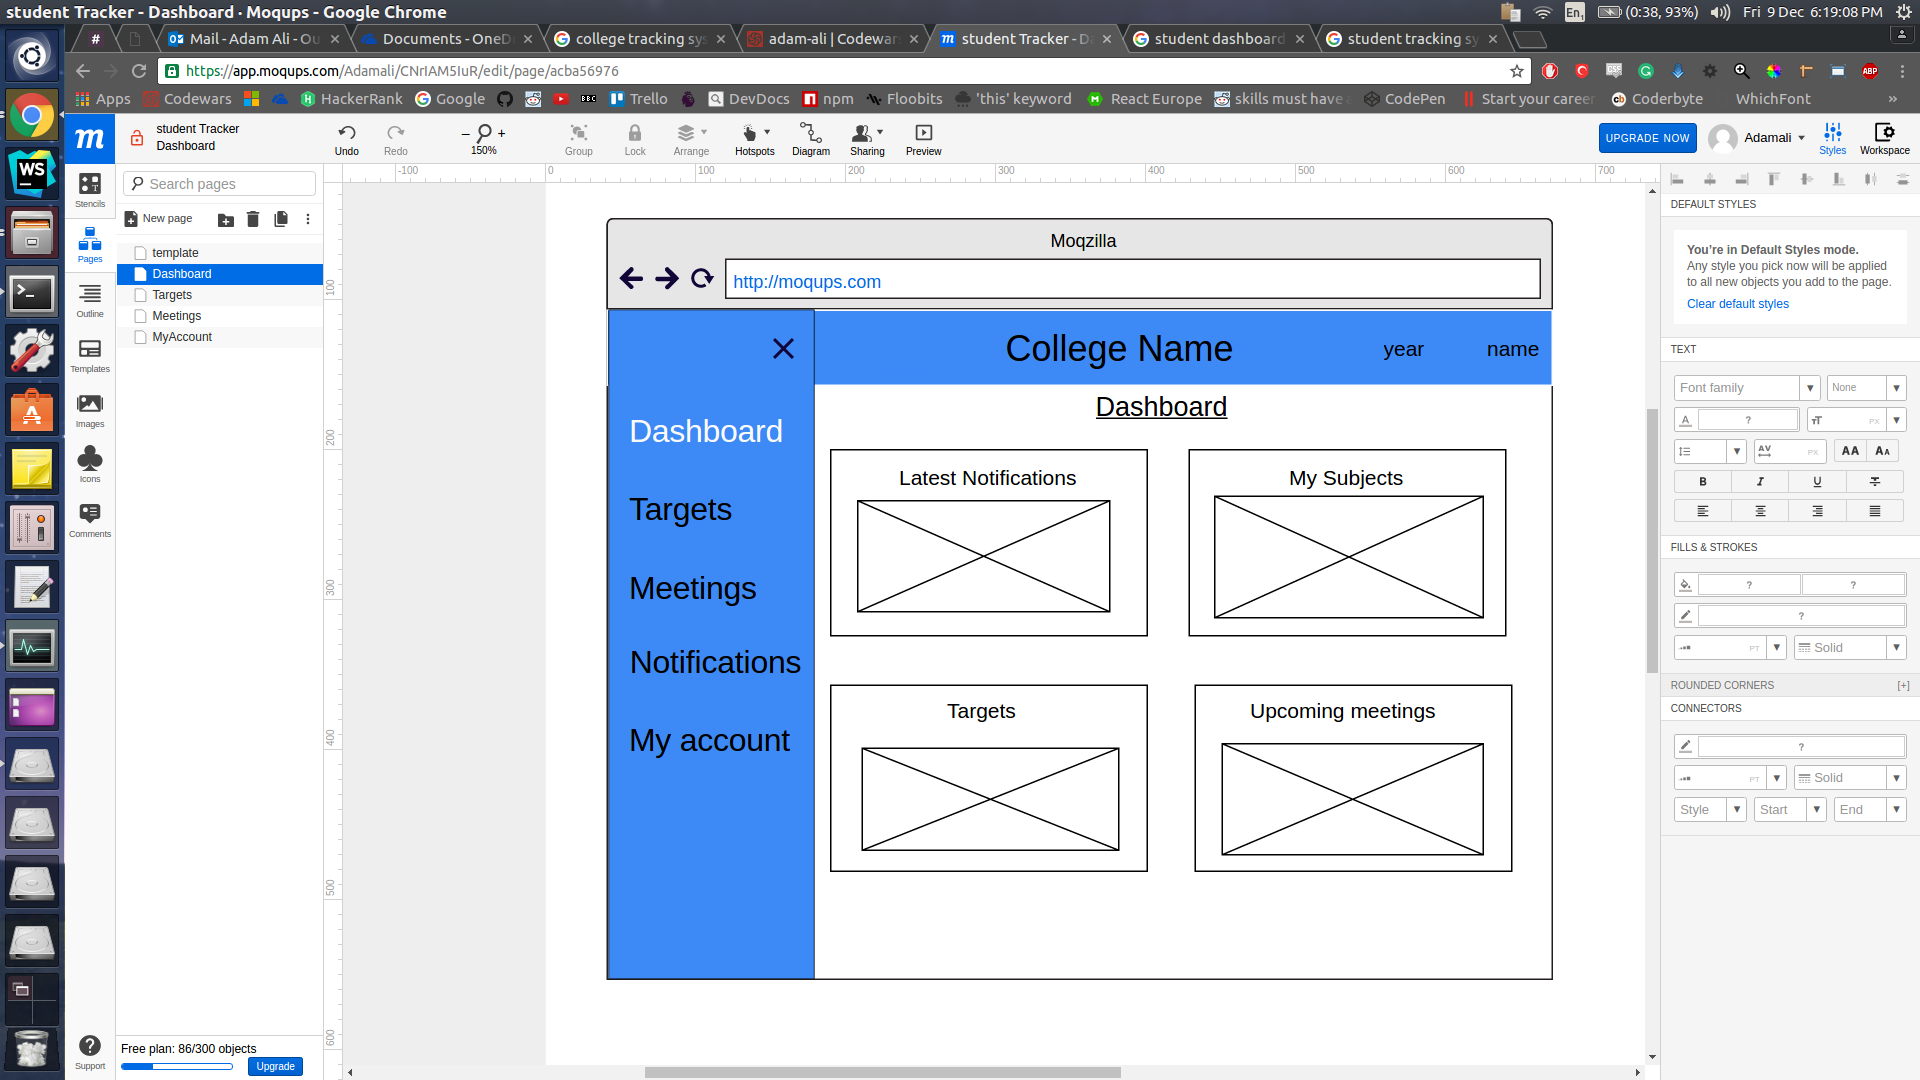 student Tracker - Dashboard · Moqups - Google Chrome
En1
(0:38, 93%)
Fri 9 Dec 6:19:08 PM
#
Mail - Adam Ali - Ou
Documents - OneD
college tracking sys
adam-ali | Codewar
student Tracker - D
student dashboard
student tracking sy
https://app.moqups.com/Adamali/CNrIAM5IuR/edit/page/acba56976
ABP
Apps
Codewars
HackerRank
Google
BBC
Trello
DevDocs
npm
Floobits
'this' keyword
React Europe
skills must have
CodePen
Start your career
Coderbyte
WhichFont
»
m
student Tracker
Dashboard
Undo
Redo
− +
150%
Group
Lock
Arrange
Hotspots
Diagram
Sharing
Preview
UPGRADE NOW
Adamali
Styles
Workspace
WS
Stencils
Pages
Outline
Templates
Images
Icons
Comments
Support
Search pages
New page
template
Dashboard
Targets
Meetings
MyAccount
Free plan: 86/300 objects
Upgrade
-100
0
100
200
300
400
500
600
700
100
200
300
400
500
600
Moqzilla
http://moqups.com
College Name
year
name
Dashboard
Dashboard
Targets
Meetings
Notifications
My account
Latest Notifications
My Subjects
Targets
Upcoming meetings
DEFAULT STYLES
You're in Default Styles mode.
Any style you pick now will be applied
to all new objects you add to the page.
Clear default styles
TEXT
Font family
None
A
?
тT
PX
AV
PX
AA
AA
B
I
U
FILLS & STROKES
?
?
?
PT
Solid
ROUNDED CORNERS
[+]
CONNECTORS
?
PT
Solid
Style
Start
End